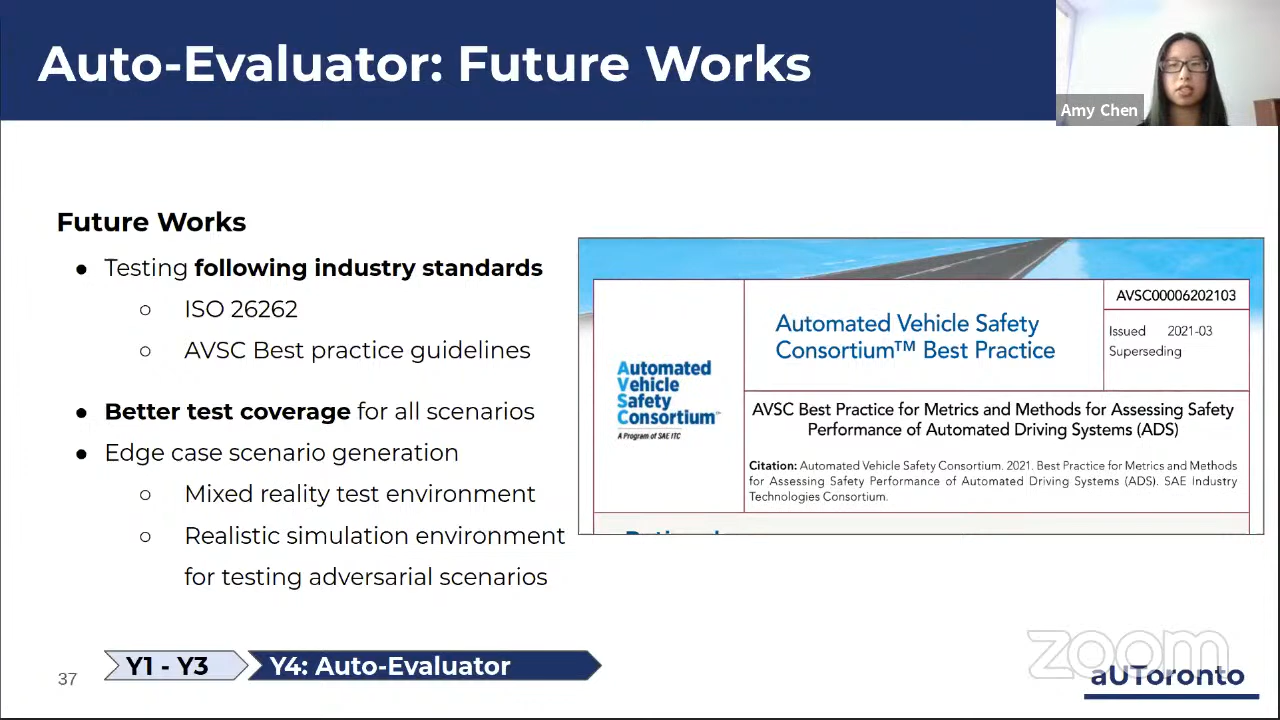 Auto-Evaluator: Future Works
Amy Chen
Future Works
● Testing following industry standards
○ ISO 26262
○ AVSC Best practice guidelines
● Better test coverage for all scenarios
● Edge case scenario generation
○ Mixed reality test environment
○ Realistic simulation environment
for testing adversarial scenarios
Automated
Vehicle
Safety
Consortium™
A Program of SAE ITC
Automated Vehicle Safety
Consortium™ Best Practice
AVSC00006202103
Issued 2021-03
Superseding
AVSC Best Practice for Metrics and Methods for Assessing Safety
Performance of Automated Driving Systems (ADS)
Citation: Automated Vehicle Safety Consortium. 2021. Best Practice for Metrics and Methods
for Assessing Safety Performance of Automated Driving Systems (ADS). SAE Industry
Technologies Consortium.
Y1 - Y3
Y4: Auto-Evaluator
37
zoom
aUToronto